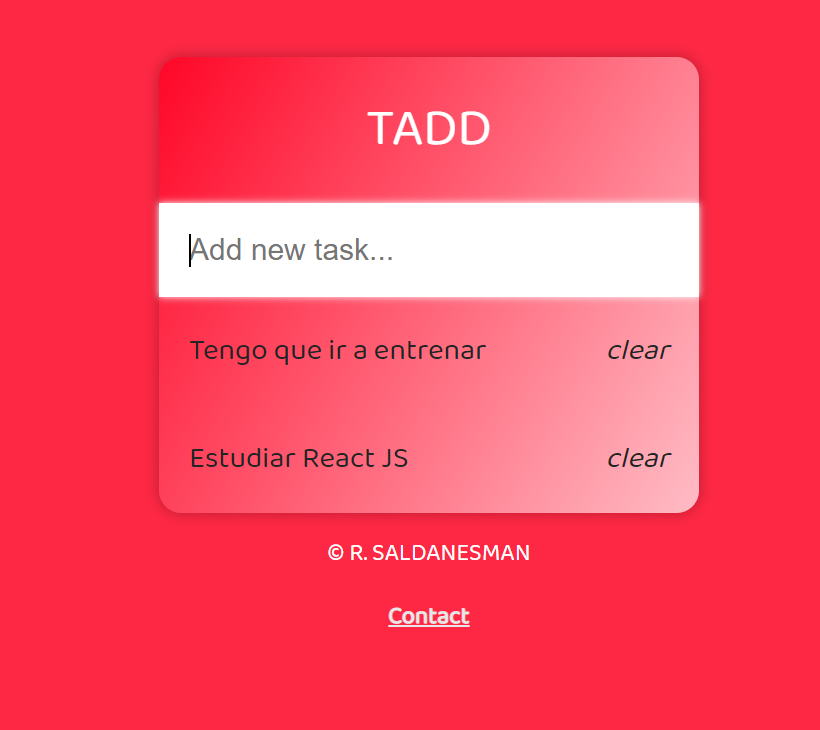 TADD
Add new task...
Tengo que ir a entrenar clear
Estudiar React JS clear
© R. SALDANESMAN
Contact